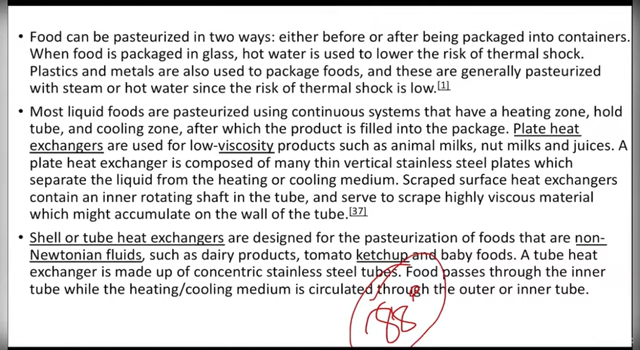 • Food can be pasteurized in two ways: either before or after being packaged into containers.
When food is packaged in glass, hot water is used to lower the risk of thermal shock.
Plastics and metals are also used to package foods, and these are generally pasteurized
with steam or hot water since the risk of thermal shock is low.[1]
• Most liquid foods are pasteurized using continuous systems that have a heating zone, hold
tube, and cooling zone, after which the product is filled into the package. Plate heat
exchangers are used for low-viscosity products such as animal milks, nut milks and juices. A
plate heat exchanger is composed of many thin vertical stainless steel plates which
separate the liquid from the heating or cooling medium. Scraped surface heat exchangers
contain an inner rotating shaft in the tube, and serve to scrape highly viscous material
which might accumulate on the wall of the tube.[37]
• Shell or tube heat exchangers are designed for the pasteurization of foods that are non-
Newtonian fluids, such as dairy products, tomato ketchup and baby foods. A tube heat
exchanger is made up of concentric stainless steel tubes. Food passes through the inner
tube while the heating/cooling medium is circulated through the outer or inner tube.